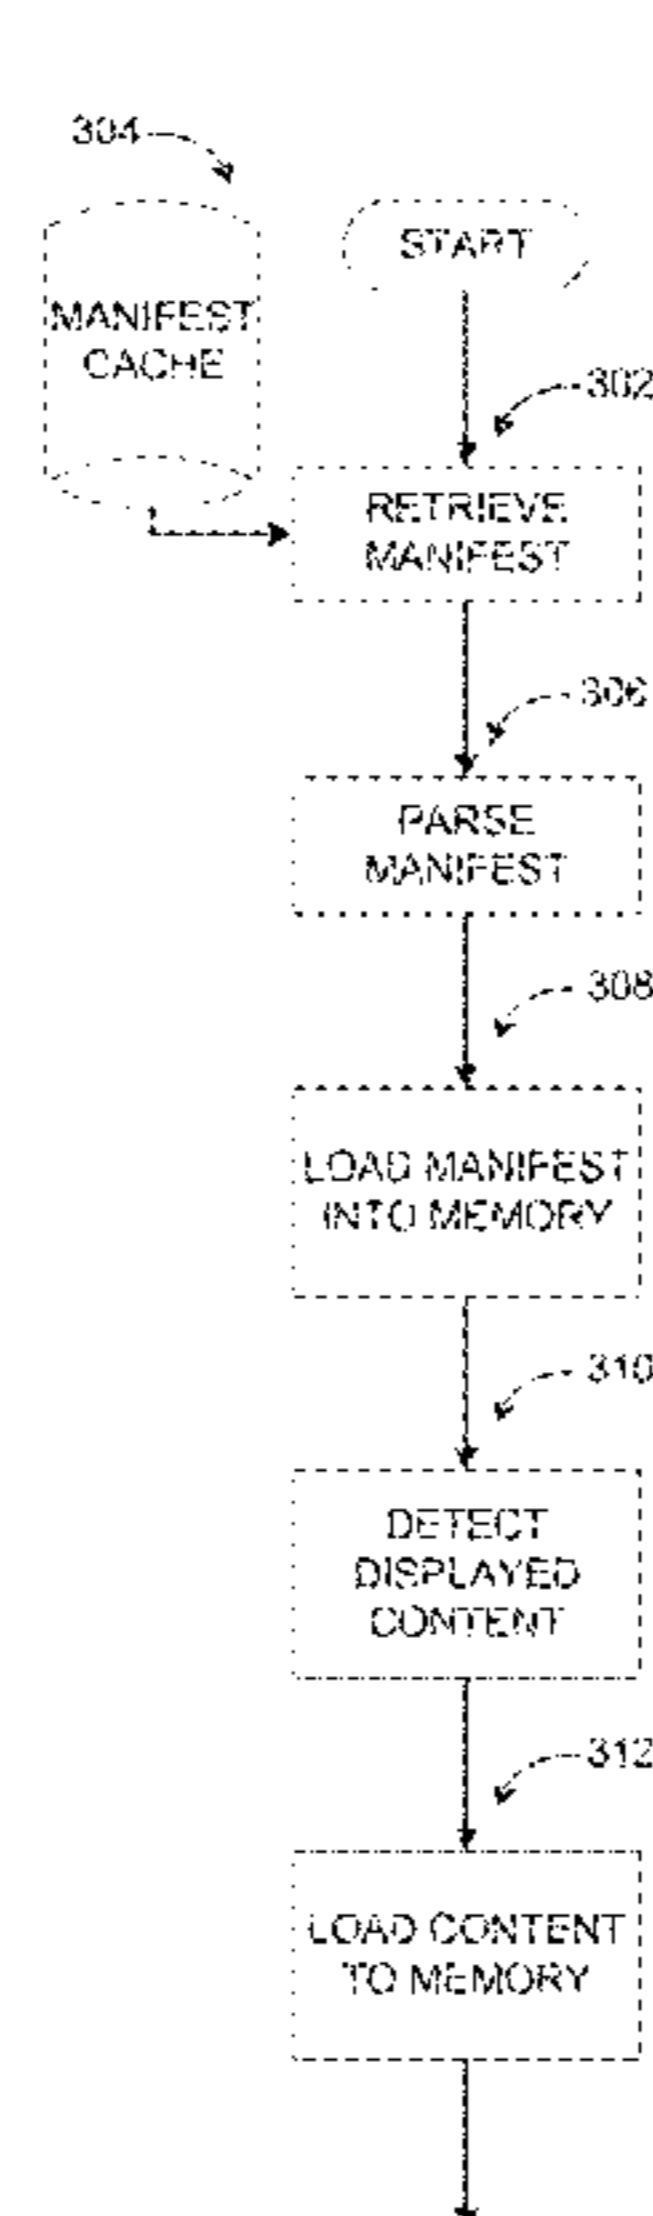 304
START
MANIFEST
CACHE
302
RETRIEVE
MANIFEST
306
PARSE
MANIFEST
308
LOAD MANIFEST
INTO MEMORY
310
DETECT
DISPLAYED
CONTENT
312
LOAD CONTENT
TO MEMORY